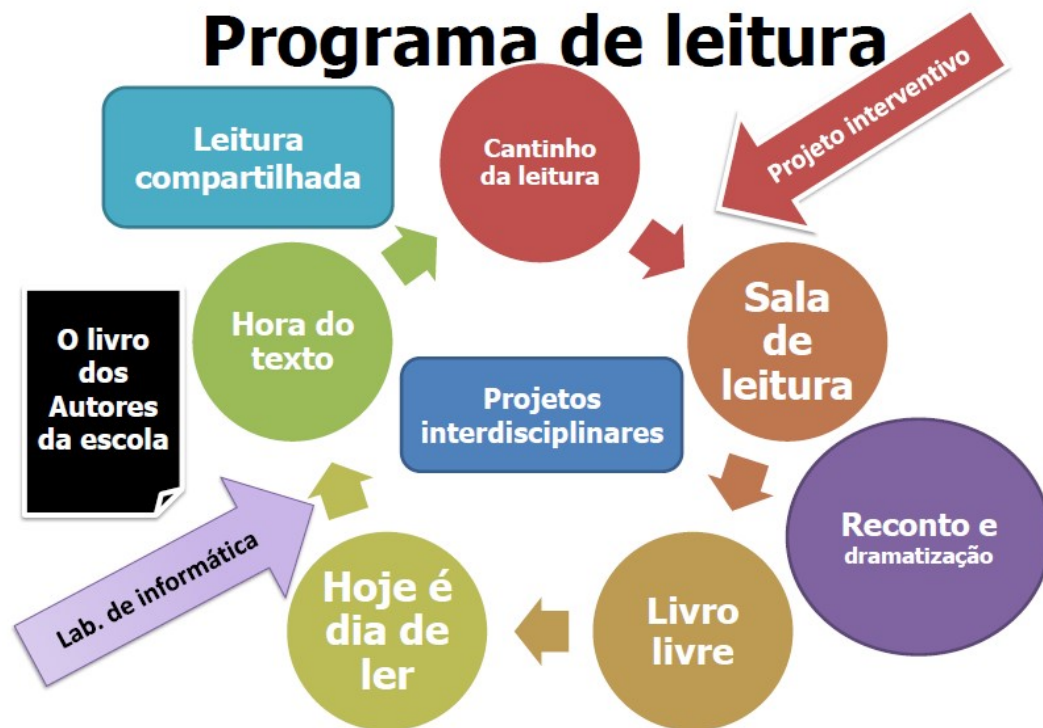 Programa de leitura
Leitura
compartilhada
Cantinho
da leitura
Projeto interventivo
Sala
de
leitura
Hora do
texto
O livro
dos
Autores
da escola
Projetos
interdisciplinares
Reconto e
dramatização
Lab. de informática
Hoje é
dia de
ler
Livro
livre